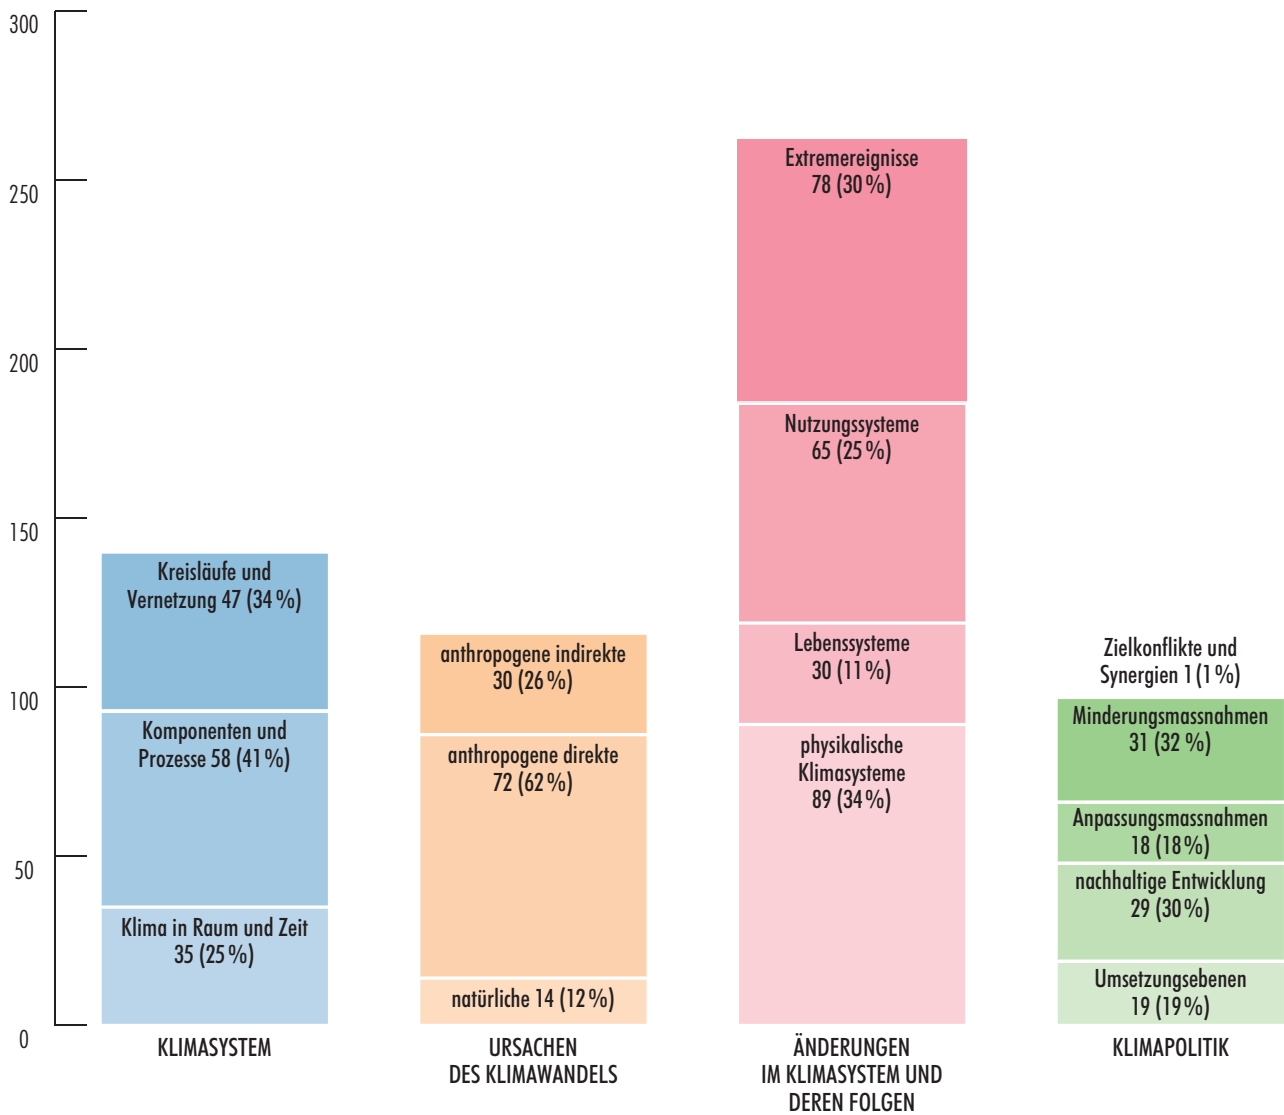 300
250
200
150
100
50
0
Kreisläufe und
Vernetzung 47 (34 %)
Komponenten und
Prozesse 58 (41 %)
Klima in Raum und Zeit
35 (25 %)
KLIMASYSTEM
anthropogene indirekte
30 (26 %)
anthropogene direkte
72 (62 %)
natürliche 14 (12 %)
URSACHEN
DES KLIMAWANDELS
Extremereignisse
78 (30 %)
Nutzungssysteme
65 (25 %)
Lebenssysteme
30 (11 %)
physikalische
Klimasysteme
89 (34 %)
ÄNDERUNGEN
IM KLIMASYSTEM UND
DEREN FOLGEN
Zielkonflikte und
Synergien 1 (1 %)
Minderungsmassnahmen
31 (32 %)
Anpassungsmassnahmen
18 (18 %)
nachhaltige Entwicklung
29 (30 %)
Umsetzungsebenen
19 (19 %)
KLIMAPOLITIK